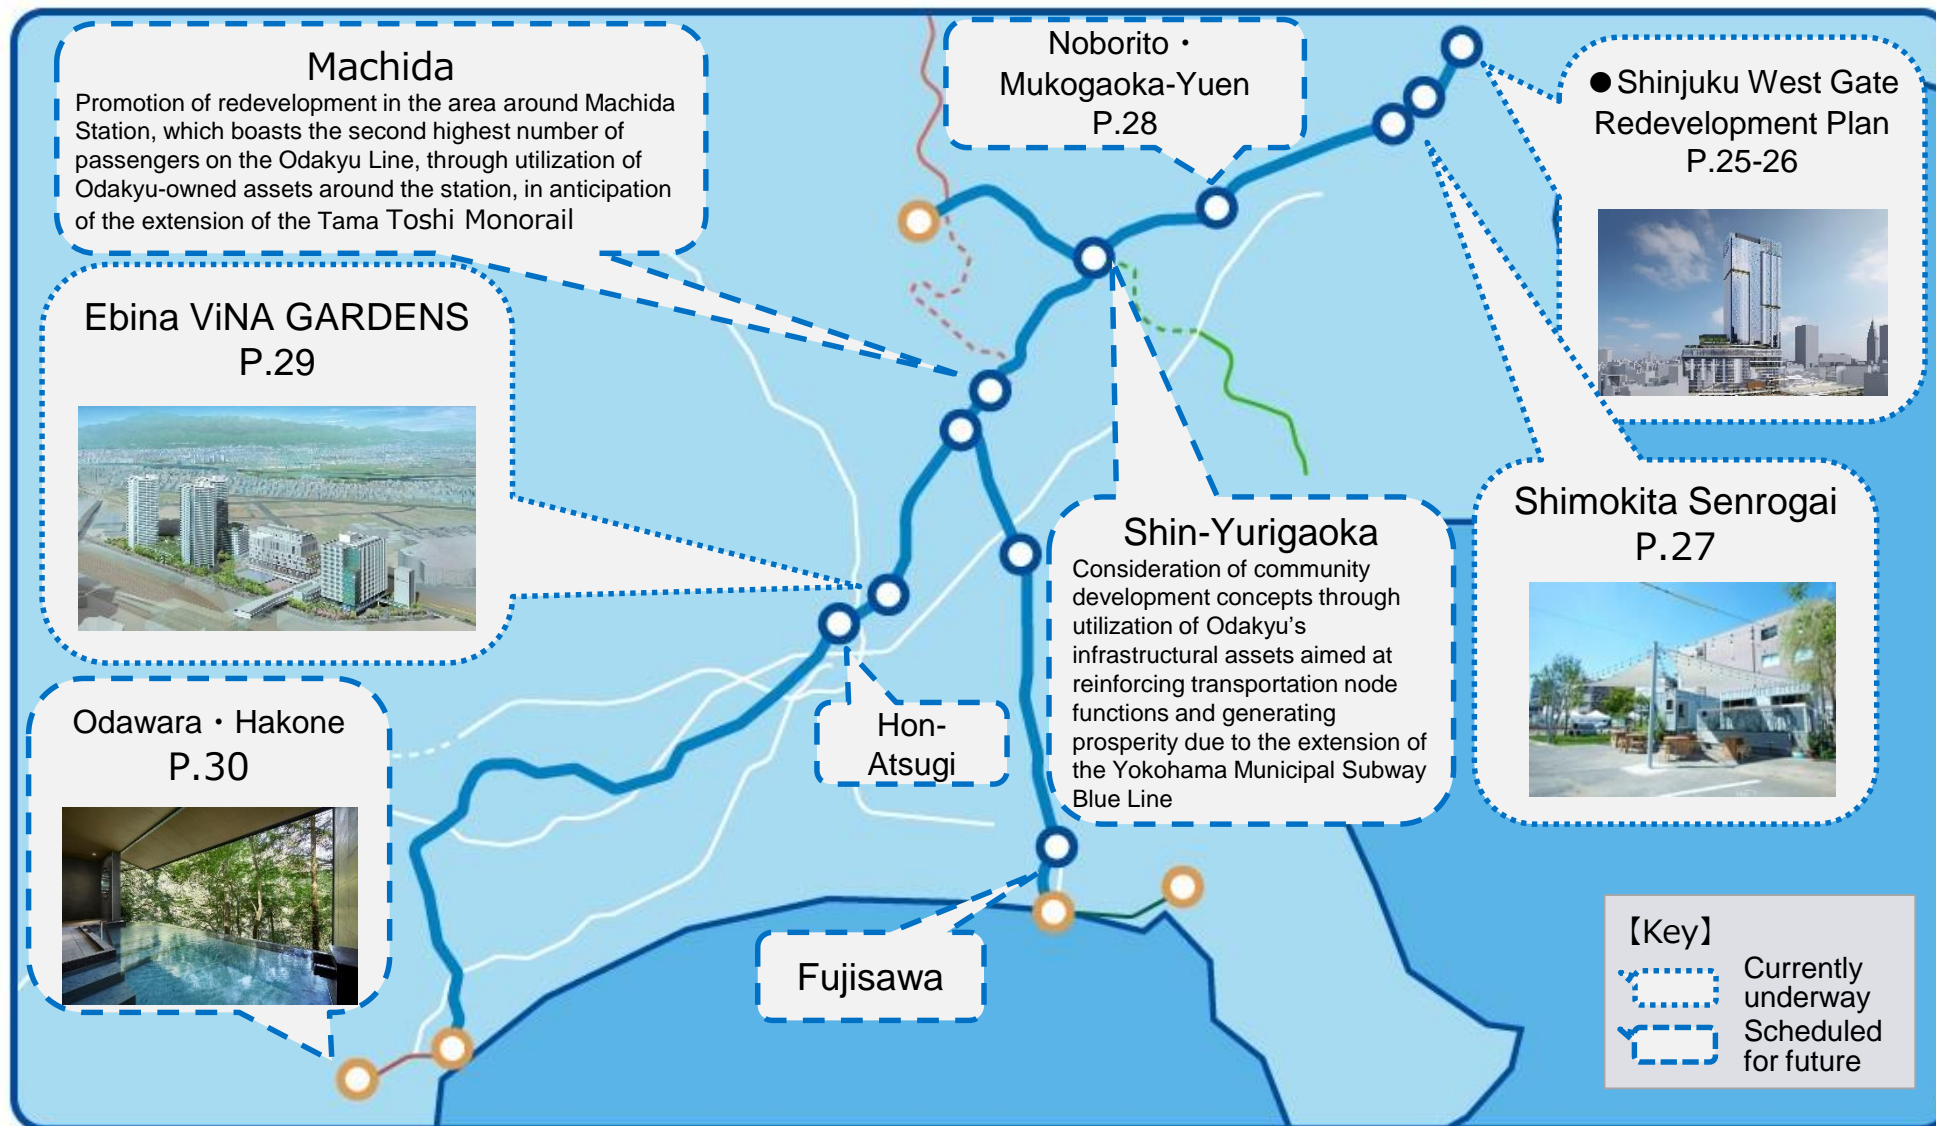 Machida
Promotion of redevelopment in the area around Machida
Station, which boasts the second highest number of
passengers on the Odakyu Line, through utilization of
Odakyu-owned assets around the station, in anticipation
of the extension of the Tama Toshi Monorail
Noborito・
Mukogaoka-Yuen
P.28
●Shinjuku West Gate
Redevelopment Plan
P.25-26
Ebina ViNA GARDENS
P.29
Shin-Yurigaoka
Consideration of community
development concepts through
utilization of Odakyu’s
infrastructural assets aimed at
reinforcing transportation node
functions and generating
prosperity due to the extension of
the Yokohama Municipal Subway
Blue Line
Shimokita Senrogai
P.27
Odawara・Hakone
P.30
Hon-
Atsugi
Fujisawa
【Key】
Currently
underway
Scheduled
for future